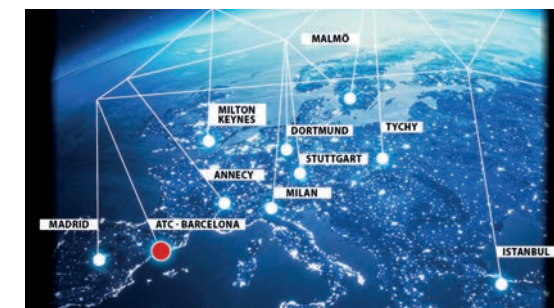 MALMÖ
MILTON
KEYNES
DORTMUND
TYCHY
STUTTGART
ANNECY
MILAN
MADRID
ATC - BARCELONA
ISTANBUL